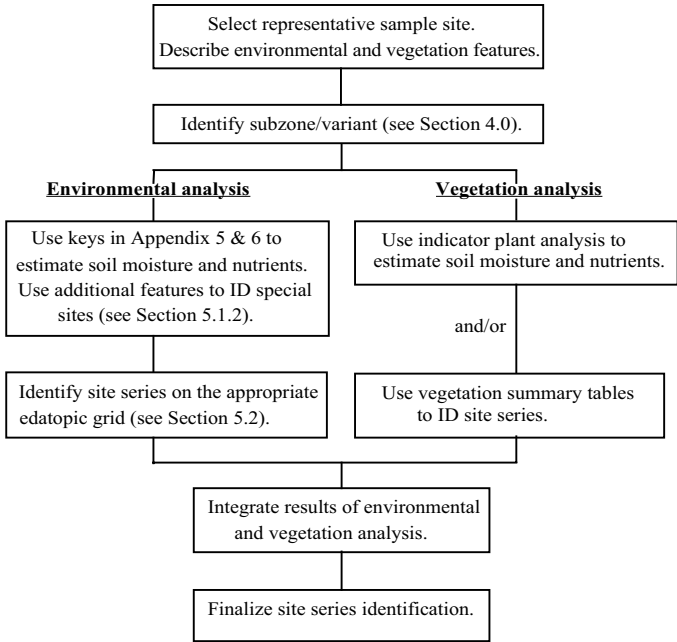 Select representative sample site.
Describe environmental and vegetation features.
Identify subzone/variant (see Section 4.0).
Environmental analysis
Use keys in Appendix 5 & 6 to
estimate soil moisture and nutrients.
Use additional features to ID special
sites (see Section 5.1.2).
Identify site series on the appropriate
edatopic grid (see Section 5.2).
Vegetation analysis
Use indicator plant analysis to
estimate soil moisture and nutrients.
and/or
Use vegetation summary tables
to ID site series.
Integrate results of environmental
and vegetation analysis.
Finalize site series identification.